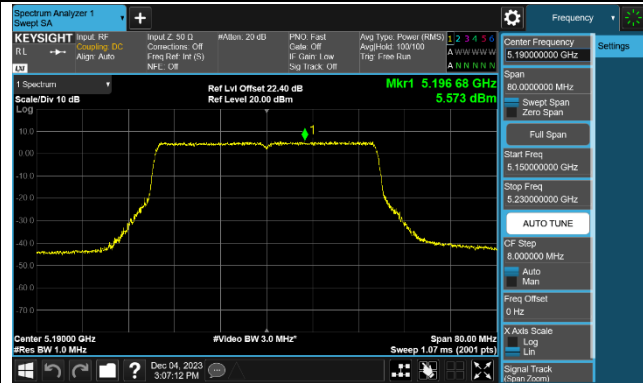 Spectrum Analyzer 1
Swept SA
Frequency
KEYSIGHT
RL
LXI
Input: RF
Coupling: DC
Align: Auto
Input Z: 50 Ω
Corrections: Off
Freq Ref: Int (S)
NFE: Off
#Atten: 20 dB
PNO: Fast
Gate: Off
IF Gain: Low
Sig Track: Off
Avg Type: Power (RMS)
Avg|Hold: 100/100
Trig: Free Run
1 2 3 4 5 6
A W W W W W
A N N N N N
1 Spectrum
Scale/Div 10 dB
Ref Lvl Offset 22.40 dB
Ref Level 20.00 dBm
Mkr1 5.196 68 GHz
5.573 dBm
Log
1
10.0
0.00
-10.0
-20.0
-30.0
-40.0
-50.0
-60.0
-70.0
Center 5.19000 GHz
#Res BW 1.0 MHz
#Video BW 3.0 MHz*
Span 80.00 MHz
Sweep 1.07 ms (2001 pts)
Dec 04, 2023
3:07:12 PM
?
Center Frequency
5.190000000 GHz
Settings
Span
80.0000000 MHz
Swept Span
Zero Span
Full Span
Start Freq
5.150000000 GHz
Stop Freq
5.230000000 GHz
AUTO TUNE
CF Step
8.000000 MHz
Auto
Man
Freq Offset
0 Hz
X Axis Scale
Log
Lin
Signal Track
(Span Zoom)